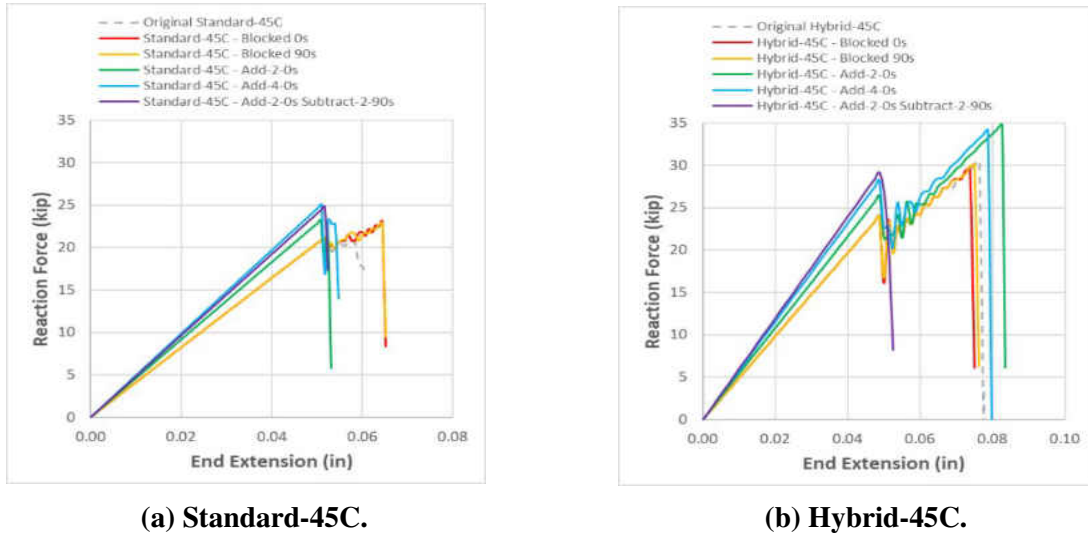 Original Standard-45C
Standard-45C - Blocked 0s
Standard-45C - Blocked 90s
Standard-45C - Add-2-0s
Standard-45C - Add-4-0s
Standard-45C - Add-2-0s Subtract-2-90s
35
30
25
20
15
10
5
0
Reaction Force (kip)
0.00 0.02 0.04 0.06 0.08
End Extension (in)
(a) Standard-45C.
Original Hybrid-45C
Hybrid-45C - Blocked 0s
Hybrid-45C - Blocked 90s
Hybrid-45C - Add-2-0s
Hybrid-45C - Add-4-0s
Hybrid-45C - Add-2-0s Subtract-2-90s
35
30
25
20
15
10
5
0
Reaction Force (kip)
0.00 0.02 0.04 0.06 0.08 0.10
End Extension (in)
(b) Hybrid-45C.